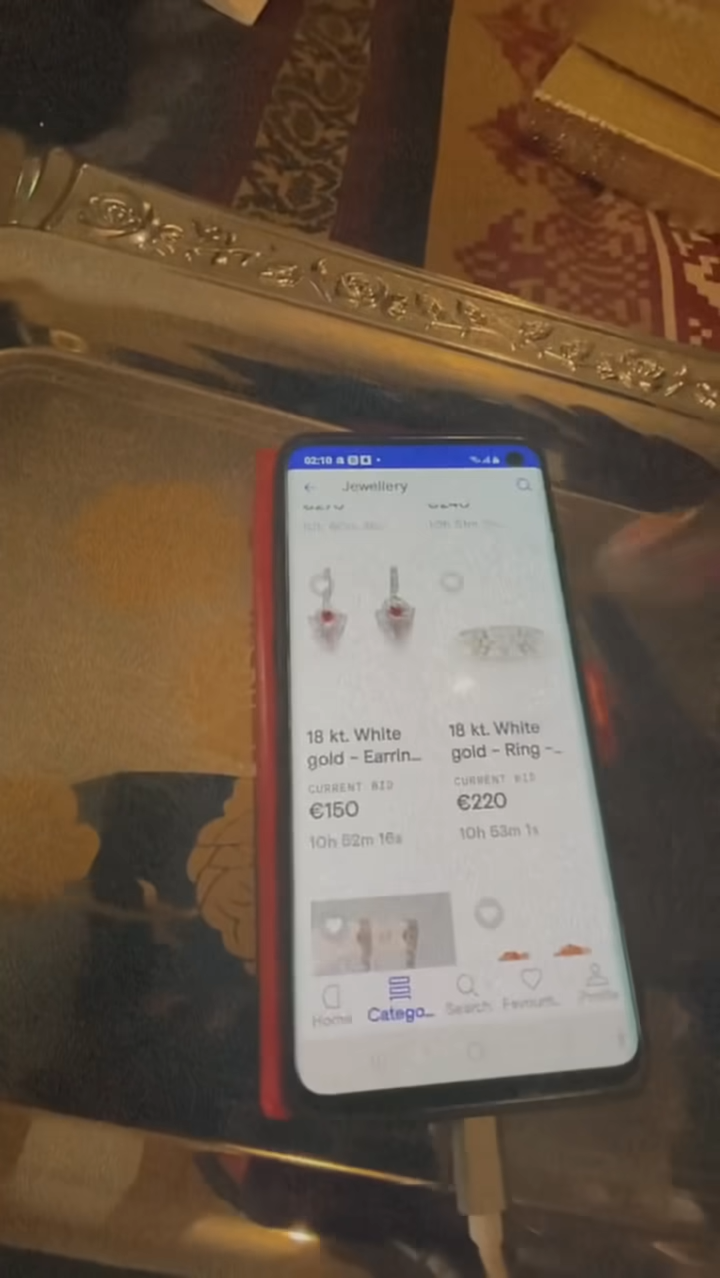 02:10
Jewellery
18 kt. White
gold - Earrin...
CURRENT BID
€150
10h 52m 16s
18 kt. White
gold - Ring -...
CURRENT BID
€220
10h 53m 1s
Home
Catego...
Search
Favouri...
Profile